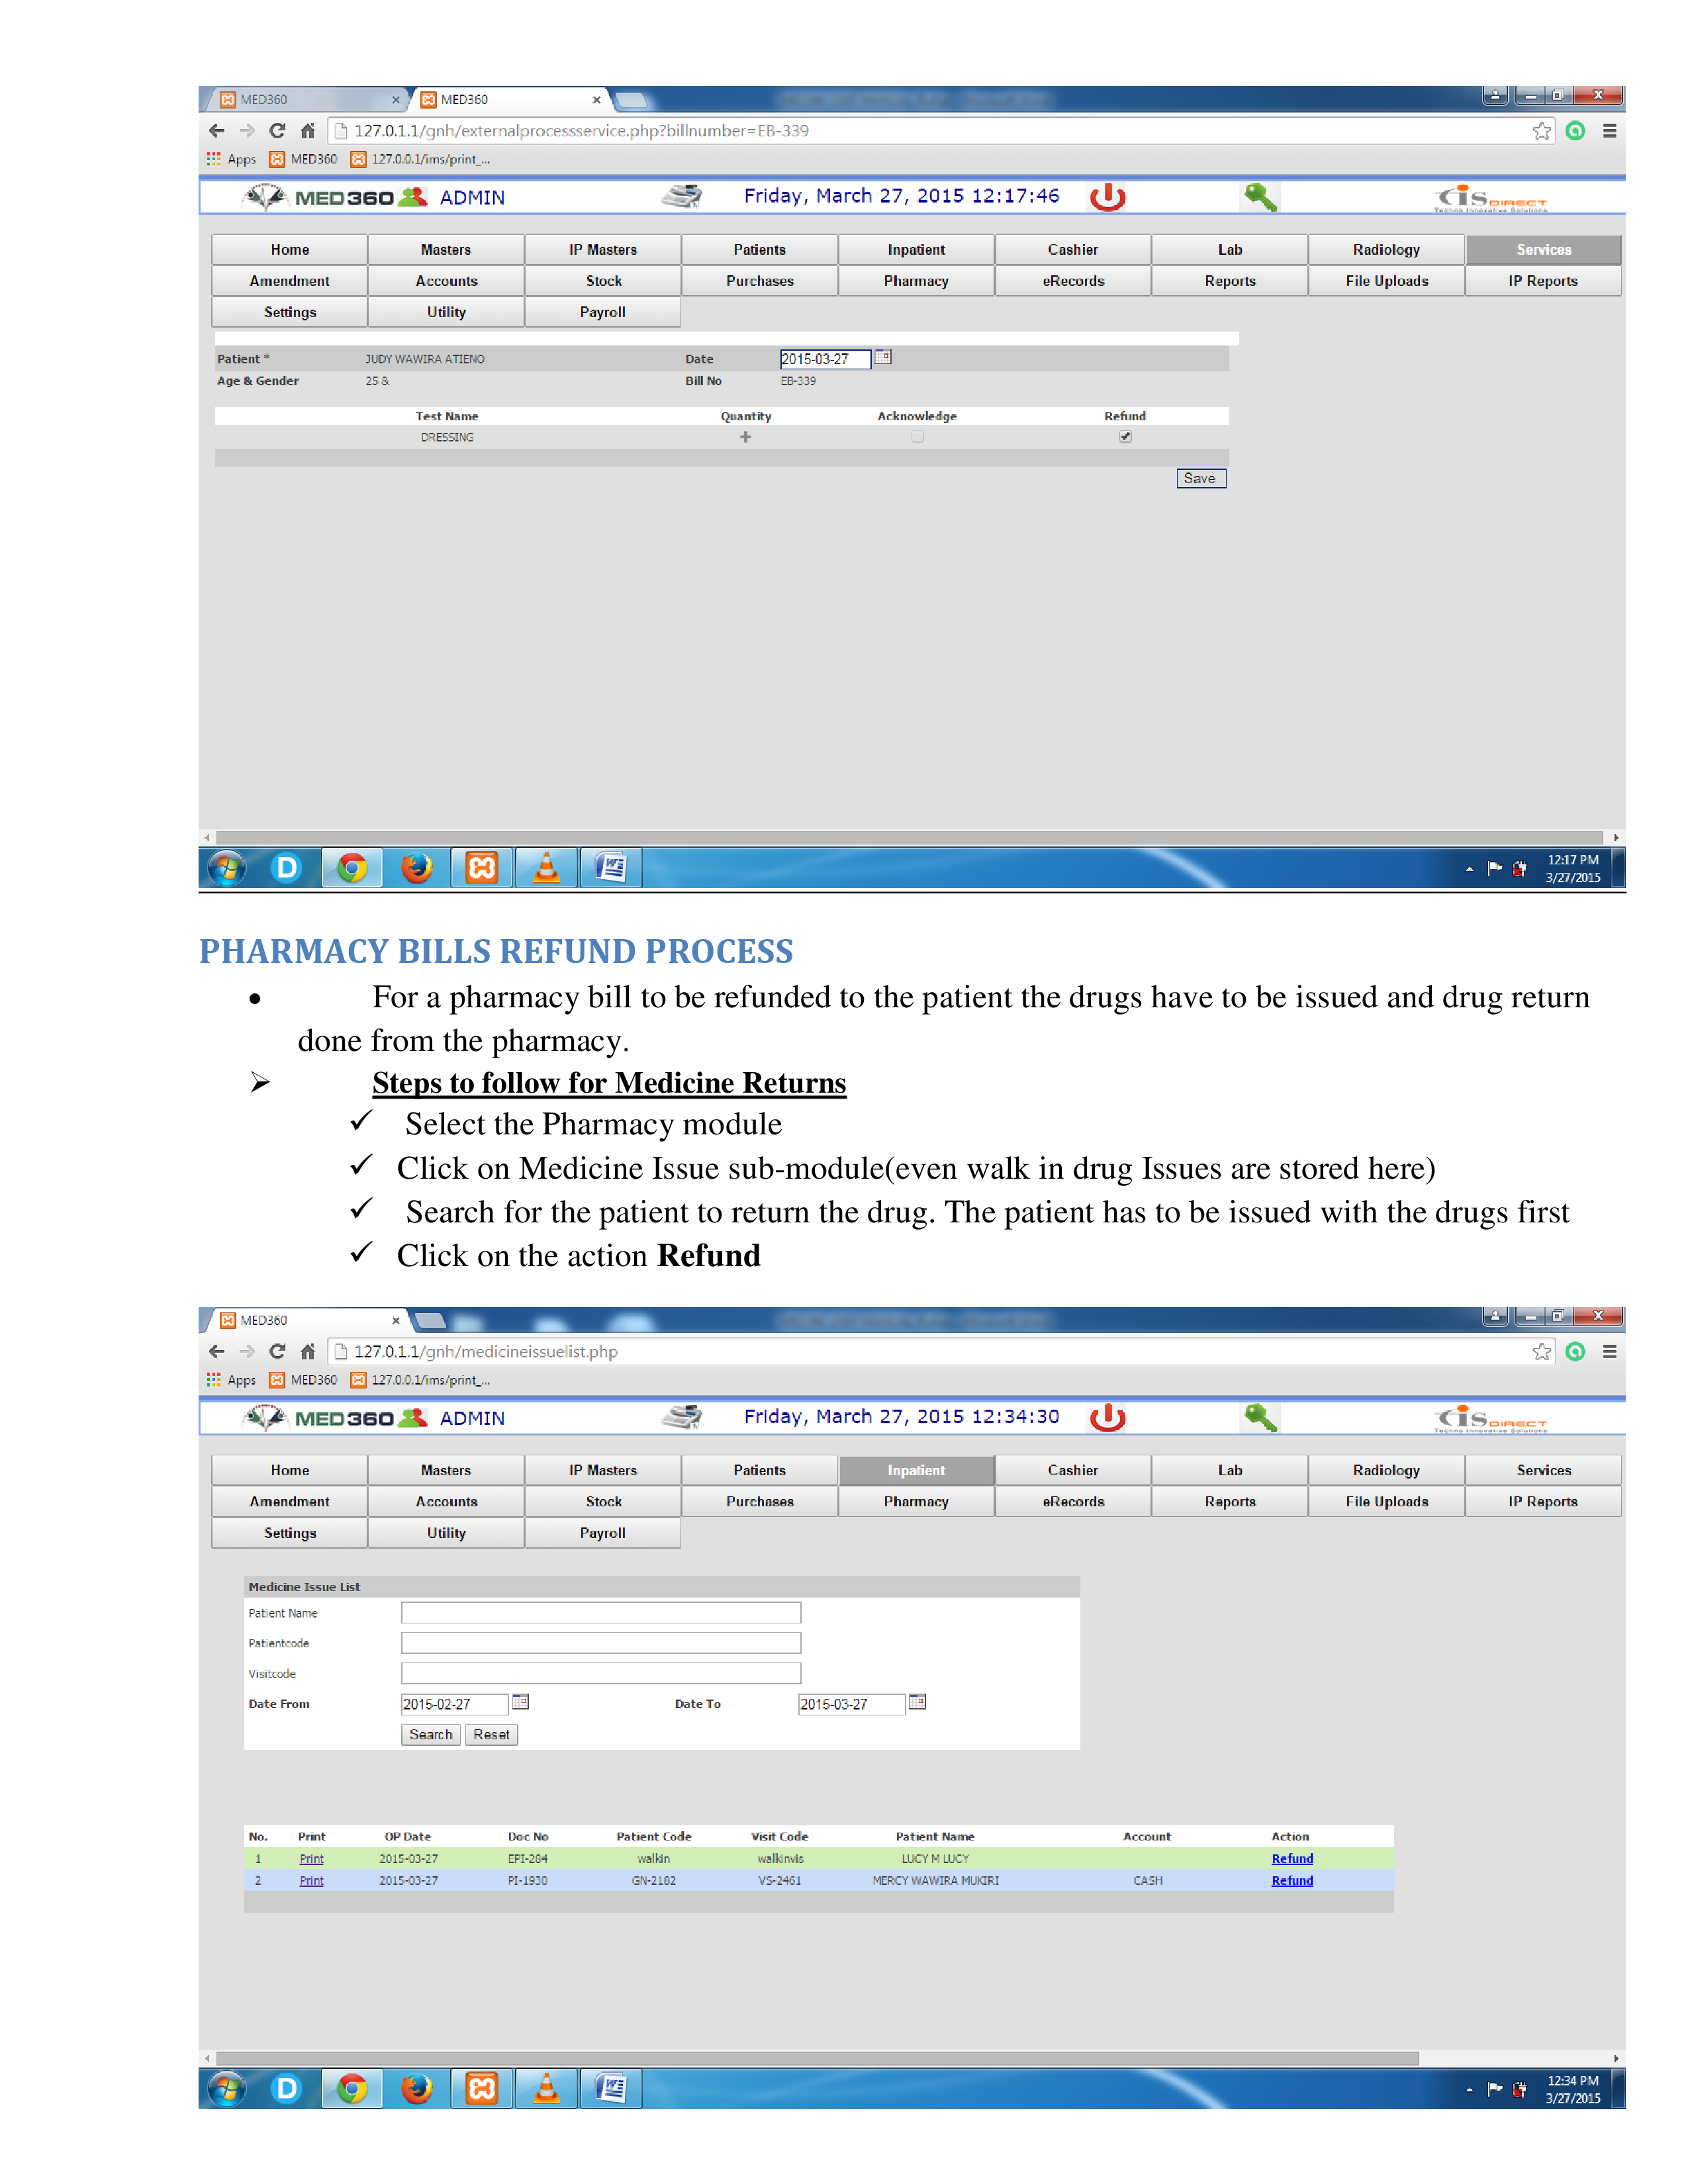 MED360 MED360
127.0.1.1/gnh/externalprocessservice.php?billnumber=EB-339
Apps MED360 127.0.0.1/ims/print_...
MED360 ADMIN Friday, March 27, 2015 12:17:46 CIS DIRECT
Techno Innovative Solutions
Home Masters IP Masters Patients Inpatient Cashier Lab Radiology Services
Amendment Accounts Stock Purchases Pharmacy eRecords Reports File Uploads IP Reports
Settings Utility Payroll
Patient * JUDY WAWIRA ATIENO Date 2015-03-27
Age & Gender 25 & Bill No EB-339
Test Name Quantity Acknowledge Refund
DRESSING
Save
12:17 PM
3/27/2015
PHARMACY BILLS REFUND PROCESS
• For a pharmacy bill to be refunded to the patient the drugs have to be issued and drug return
done from the pharmacy.
➢ Steps to follow for Medicine Returns
✓ Select the Pharmacy module
✓ Click on Medicine Issue sub-module(even walk in drug Issues are stored here)
✓ Search for the patient to return the drug. The patient has to be issued with the drugs first
✓ Click on the action Refund
MED360
127.0.1.1/gnh/medicineissuelist.php
Apps MED360 127.0.0.1/ims/print_...
MED360 ADMIN Friday, March 27, 2015 12:34:30 CIS DIRECT
Techno Innovative Solutions
Home Masters IP Masters Patients Inpatient Cashier Lab Radiology Services
Amendment Accounts Stock Purchases Pharmacy eRecords Reports File Uploads IP Reports
Settings Utility Payroll
Medicine Issue List
Patient Name
Patientcode
Visitcode
Date From 2015-02-27 Date To 2015-03-27
Search Reset
No. Print OP Date Doc No Patient Code Visit Code Patient Name Account Action
1 Print 2015-03-27 EPI-284 walkin walkinvis LUCY M LUCY Refund
2 Print 2015-03-27 PI-1930 GN-2182 VS-2461 MERCY WAWIRA MUKIRI CASH Refund
12:34 PM
3/27/2015